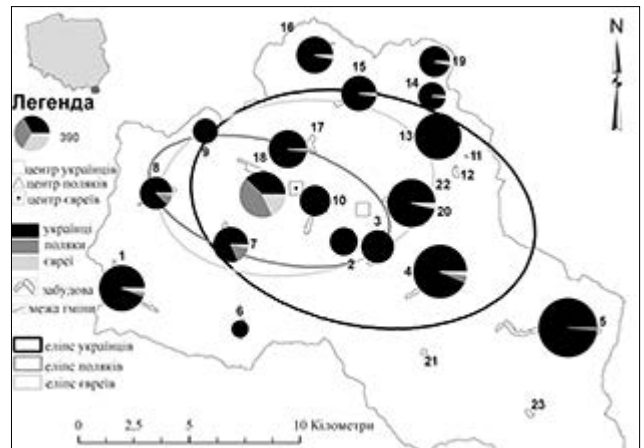 N
Легенда
390
центр українців
центр поляків
центр євреїв
українці
поляки
євреї
забудова
межа гміни
еліпс українців
еліпс поляків
еліпс євреїв
16
19
15
14
17
13
9
18
11
12
8
22
10
20
3
7
2
1
4
6
5
21
23
0 2,5 5 10 Кілометри